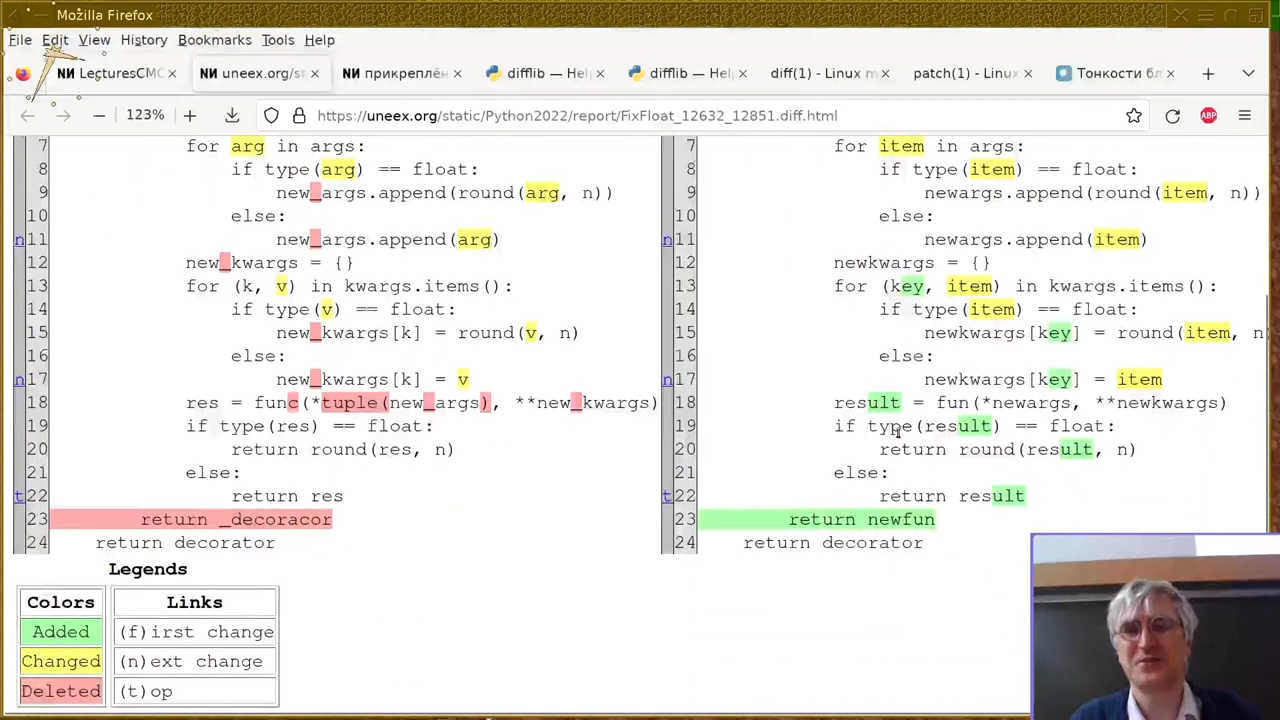 Mozilla Firefox
File Edit View History Bookmarks Tools Help
LecturesCMC
uneex.org/st
прикреплён
difflib — Hel
difflib — Hel
diff(1) - Linux m
patch(1) - Linux
Тонкости бл
123%
https://uneex.org/static/Python2022/report/FixFloat_12632_12851.diff.html
ABP
7 for arg in args:
8 if type(arg) == float:
9 new_args.append(round(arg, n))
10 else:
n 11 new_args.append(arg)
12 new_kwargs = {}
13 for (k, v) in kwargs.items():
14 if type(v) == float:
15 new_kwargs[k] = round(v, n)
16 else:
n 17 new_kwargs[k] = v
18 res = func(*tuple(new_args), **new_kwargs)
19 if type(res) == float:
20 return round(res, n)
21 else:
t 22 return res
23 return _decoracor
24 return decorator
7 for item in args:
8 if type(item) == float:
9 newargs.append(round(item, n))
10 else:
n 11 newargs.append(item)
12 newkwargs = {}
13 for (key, item) in kwargs.items():
14 if type(item) == float:
15 newkwargs[key] = round(item, n
16 else:
n 17 newkwargs[key] = item
18 result = fun(*newargs, **newkwargs)
19 if type(result) == float:
20 return round(result, n)
21 else:
t 22 return result
23 return newfun
24 return decorator
Legends
Colors
Added
Changed
Deleted
Links
(f)irst change
(n)ext change
(t)op